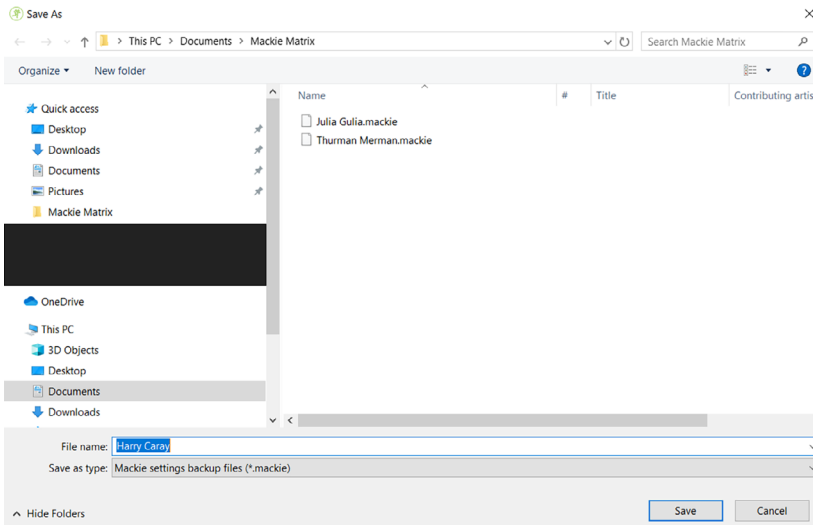 Save As
This PC > Documents > Mackie Matrix
Search Mackie Matrix
Organize
New folder
?
Name
#
Title
Contributing artis
Quick access
Desktop
Downloads
Documents
Pictures
Mackie Matrix
OneDrive
This PC
3D Objects
Desktop
Documents
Downloads
Julia Gulia.mackie
Thurman Merman.mackie
File name: Harry Caray
Save as type: Mackie settings backup files (*.mackie)
Hide Folders
Save
Cancel